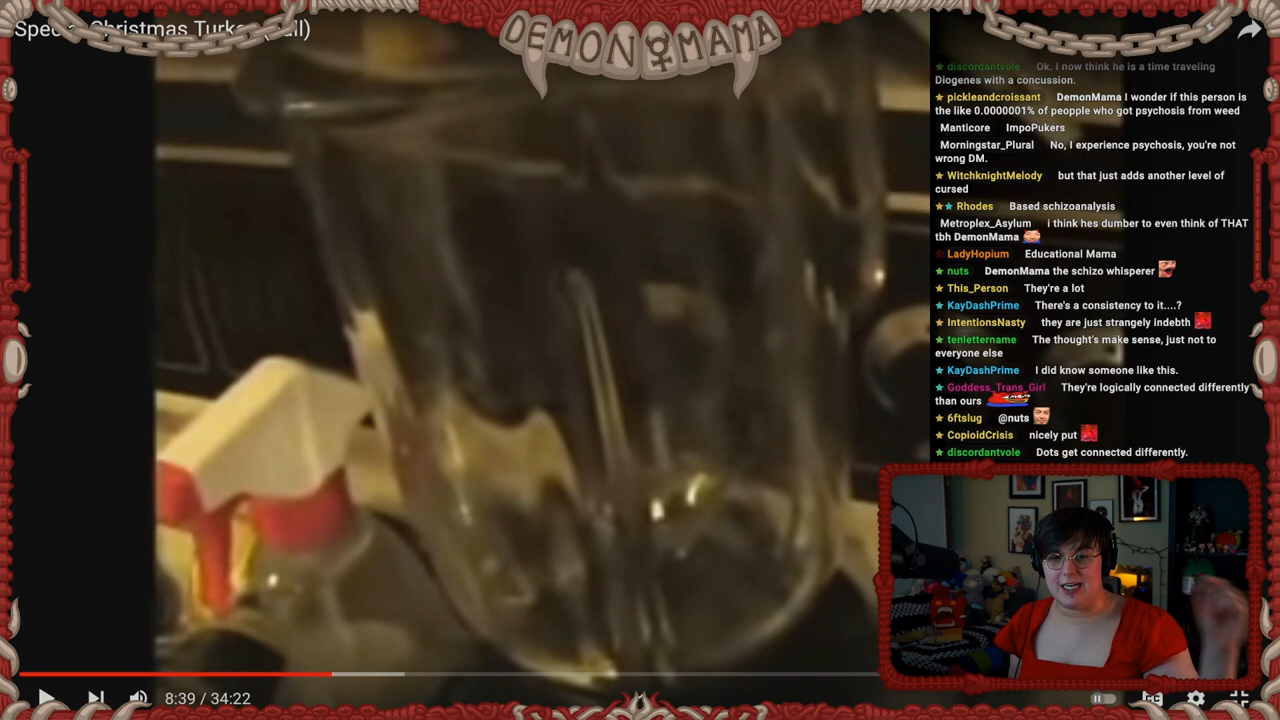 DEMON MAMA
discordantvole Ok. i now think he is a time traveling
Diogenes with a concussion.
pickleandcroissant DemonMama I wonder if this person is
the like 0.0000001% of peopple who got psychosis from weed
Manticore ImpoPukers
Morningstar_Plural No, I experience psychosis, you're not
wrong DM.
WitchknightMelody but that just adds another level of
cursed
Rhodes Based schizoanalysis
Metroplex_Asylum i think hes dumber to even think of THAT
tbh DemonMama
LadyHopium Educational Mama
nuts DemonMama the schizo whisperer
This_Person They're a lot
KayDashPrime There's a consistency to it....?
IntentionsNasty they are just strangely indebth
tenlettername The thought's make sense, just not to
everyone else
KayDashPrime I did know someone like this.
Goddess_Trans_Girl They're logically connected differently
than ours
6ftslug @nuts
CopioidCrisis nicely put
discordantvole Dots get connected differently.
8:39 / 34:22